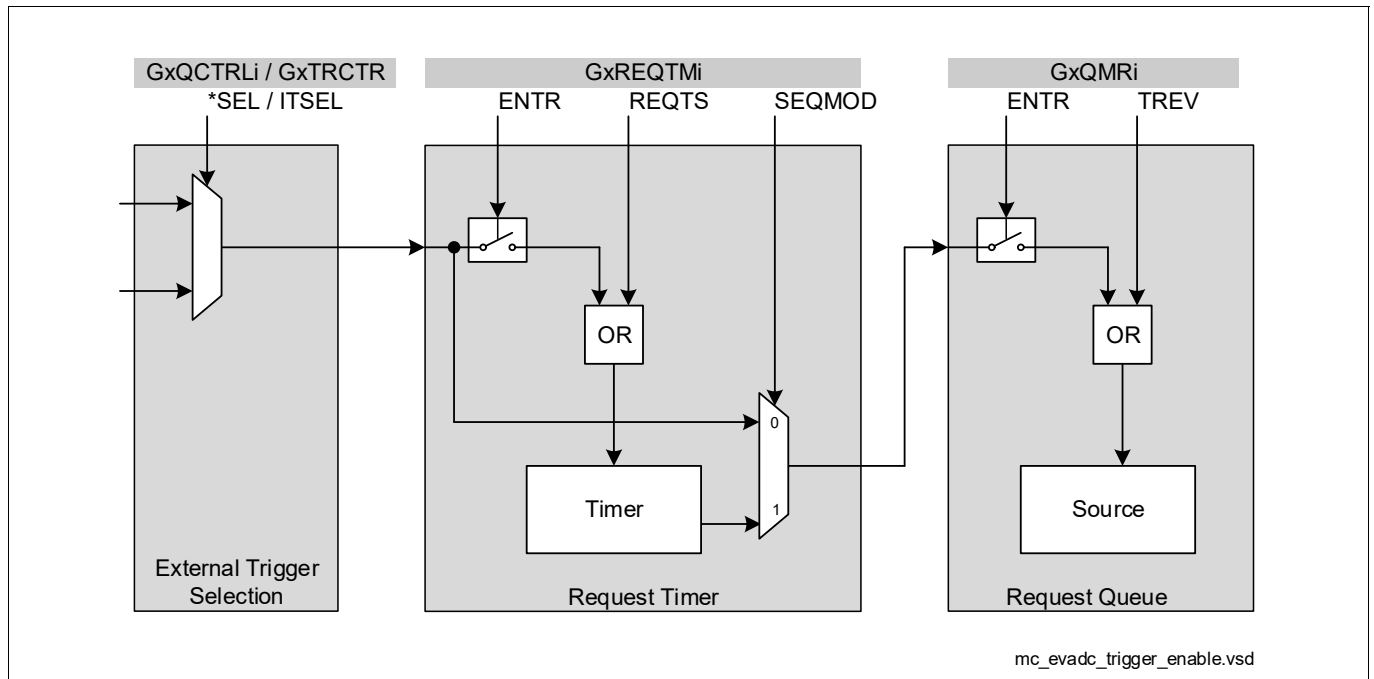 GxQCTRLi / GxTRCTR
GxREQTMi
GxQMRi
*SEL / ITSEL
ENTR
REQTS
SEQMOD
ENTR
TREV
OR
OR
0
1
Timer
Source
External Trigger
Selection
Request Timer
Request Queue
mc_evadc_trigger_enable.vsd